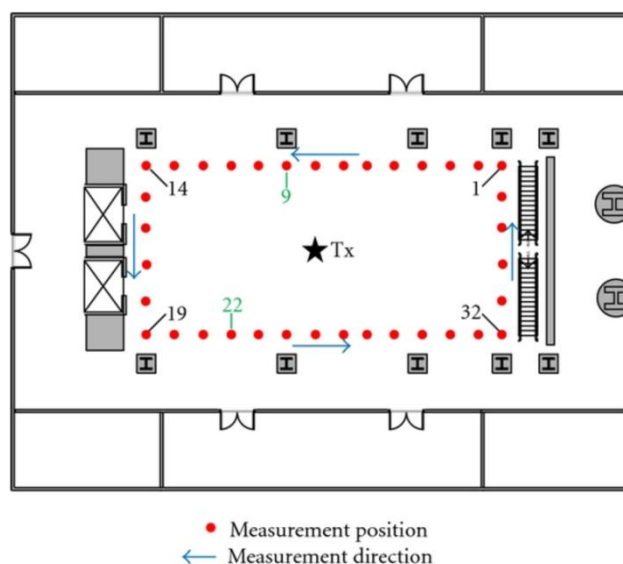 14
9
1
Tx
19
22
32
Measurement position
Measurement direction